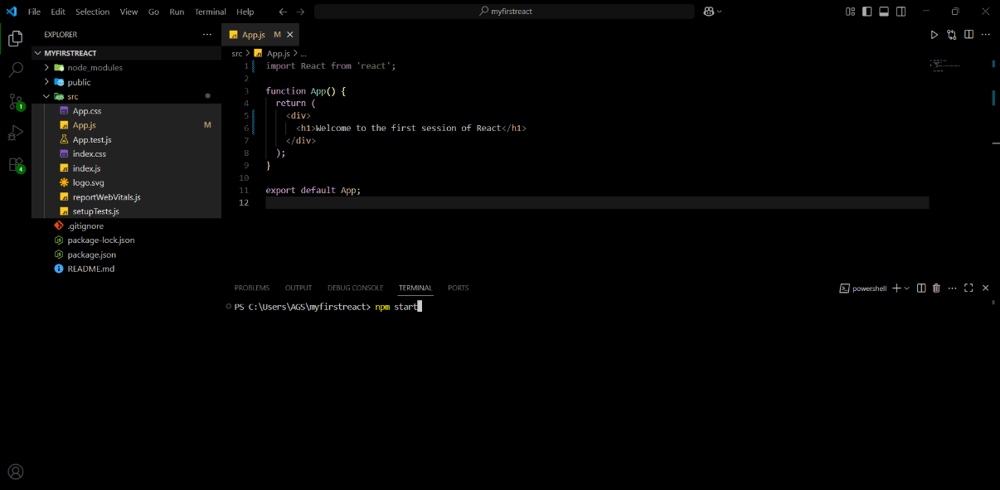 File Edit Selection View Go Run Terminal Help
myfirstreact
EXPLORER
MYFIRSTREACT
node_modules
public
src
App.css
App.js M
App.test.js
index.css
index.js
logo.svg
reportWebVitals.js
setupTests.js
.gitignore
package-lock.json
package.json
README.md
1
4
App.js M
src > App.js > ...
1 import React from 'react';
2
3 function App() {
4 return (
5 <div>
6 <h1>Welcome to the first session of React</h1>
7 </div>
8 );
9 }
10
11 export default App;
12
PROBLEMS OUTPUT DEBUG CONSOLE TERMINAL PORTS
powershell
PS C:\Users\AGS\myfirstreact> npm start